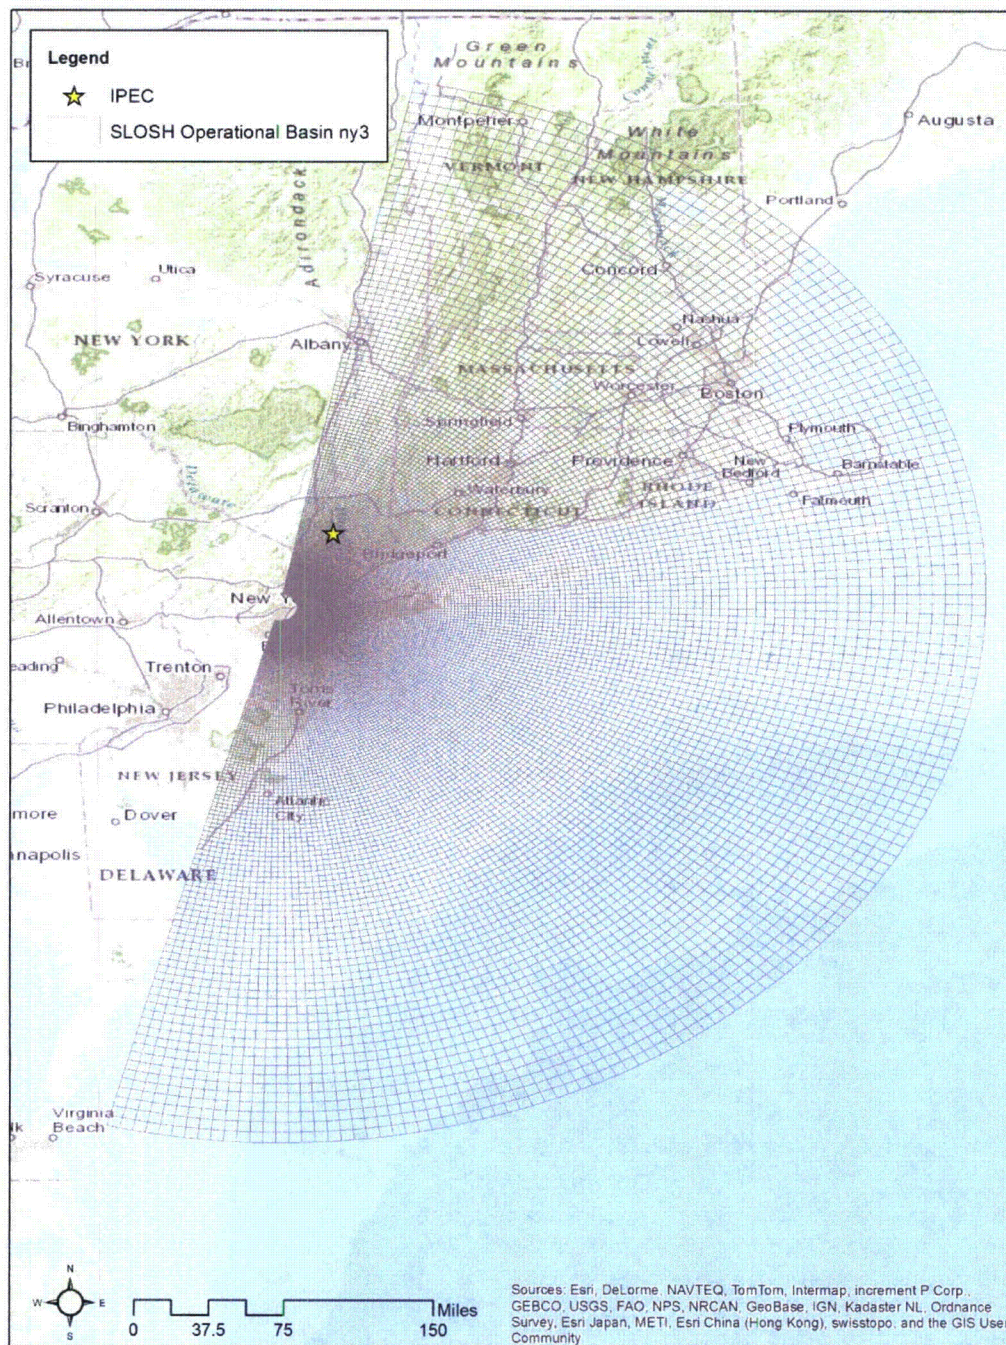 Legend
IPEC
SLOSH Operational Basin ny3
Green
Mountains
Montpelier
White
Mountains
VERMONT
NEW HAMPSHIRE
Augusta
Portland
Adirondack
Concord
Syracuse
Utica
Nashua
Lowell
NEW YORK
Albany
MASSACHUSETTS
Worcester
Boston
Binghamton
Springfield
Plymouth
Hartford
Providence
New
Bedford
Barnstable
Delaware
Waterbury
RHODE
ISLAND
Falmouth
Scranton
CONNECTICUT
Bridgeport
New Y
Allentown
eading
Trenton
Toms
River
Philadelphia
NEW JERSEY
Atlantic
City
more
Dover
nnapolis
DELAWARE
Virginia
Beach
lk
N
W
E
S
Miles
0 37.5 75 150
Sources: Esri, DeLorme, NAVTEQ, TomTom, Intermap, increment P Corp.,
GEBCO, USGS, FAO, NPS, NRCAN, GeoBase, IGN, Kadaster NL, Ordnance
Survey, Esri Japan, METI, Esri China (Hong Kong), swisstopo, and the GIS User
Community